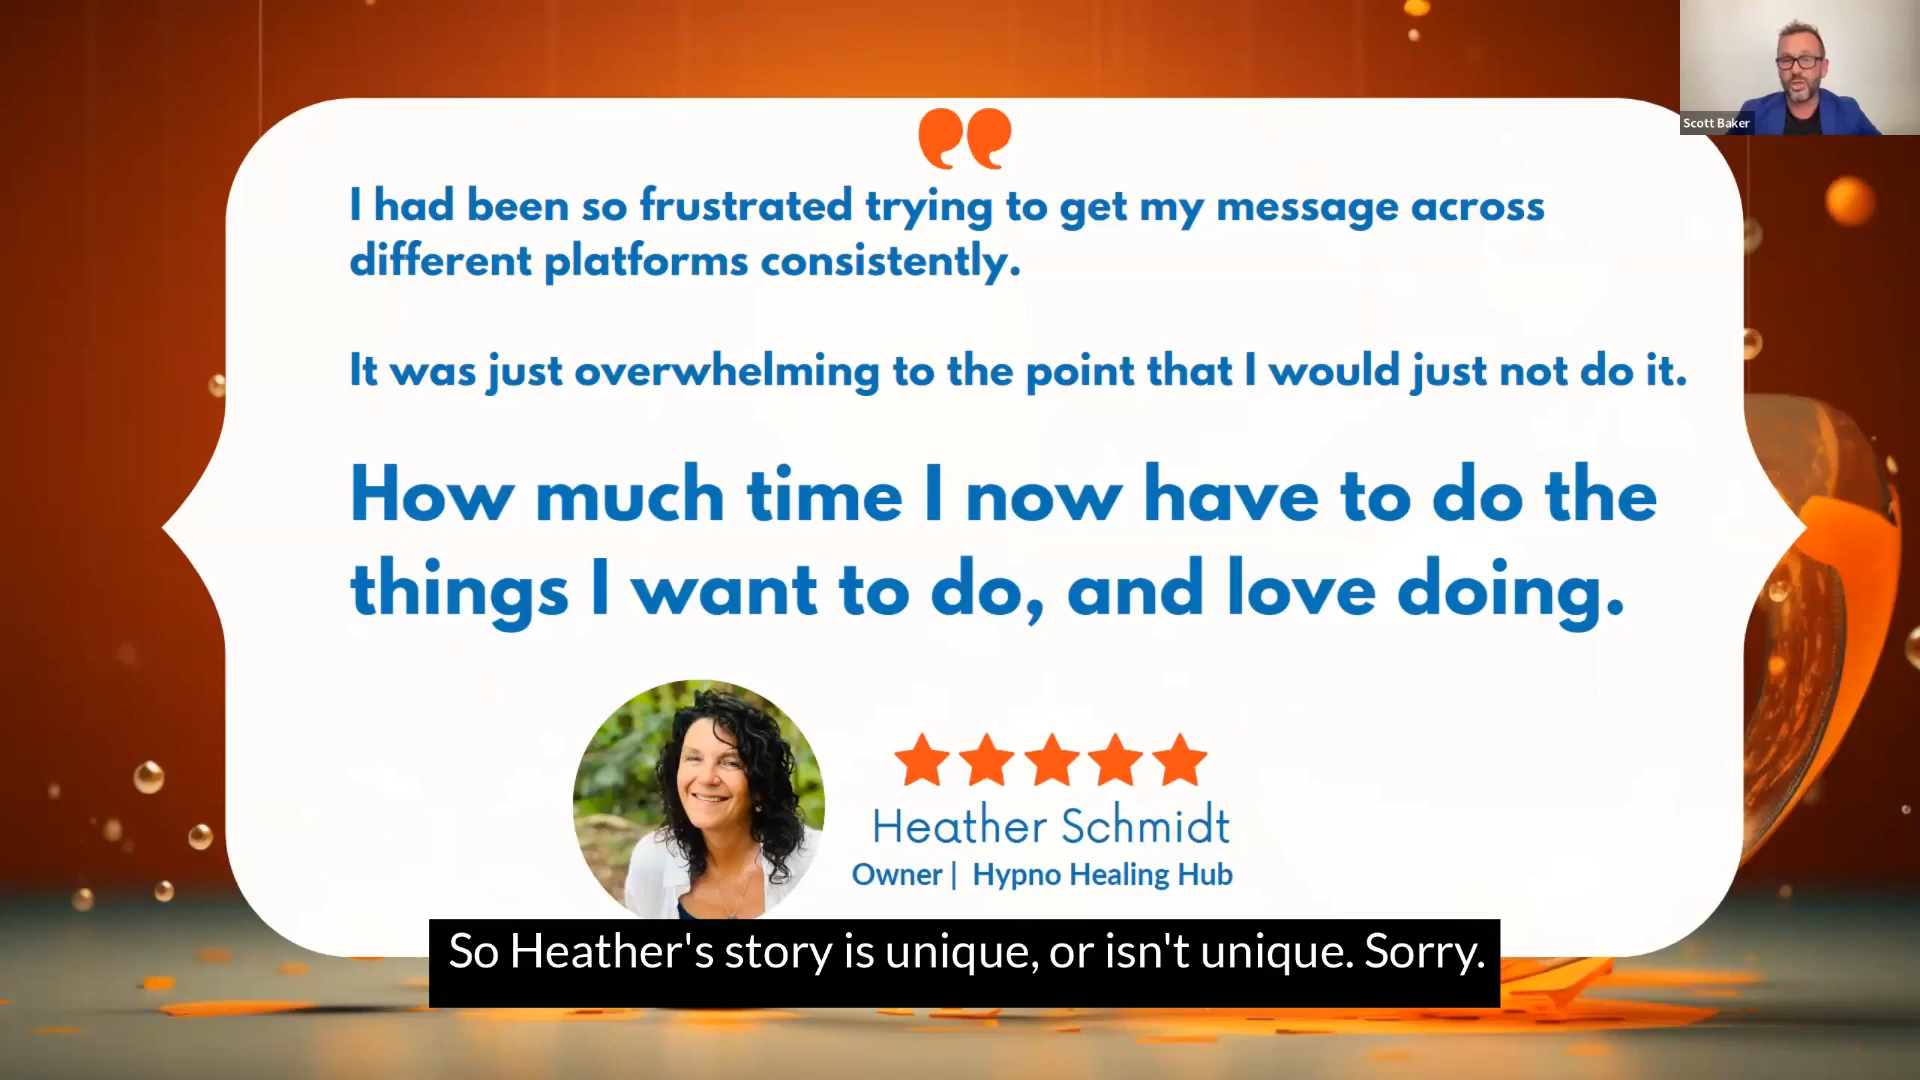 Scott Baker
I had been so frustrated trying to get my message across
different platforms consistently.
It was just overwhelming to the point that I would just not do it.
How much time I now have to do the
things I want to do, and love doing.
Heather Schmidt
Owner | Hypno Healing Hub
So Heather's story is unique, or isn't unique. Sorry.